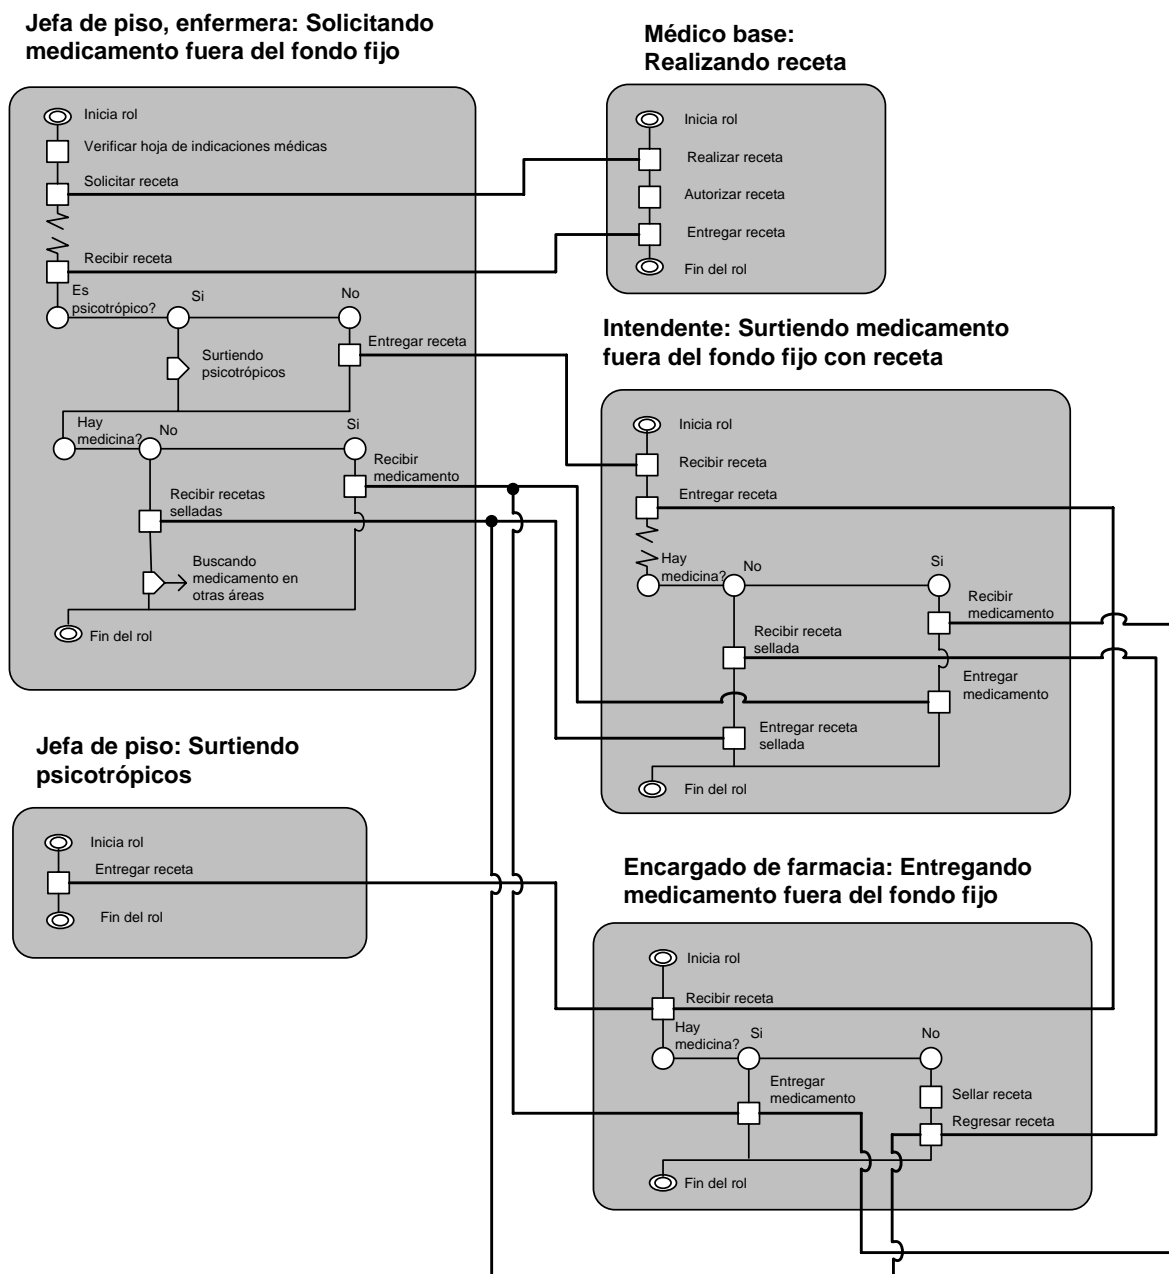 Jefa de piso, enfermera: Solicitando
medicamento fuera del fondo fijo
Inicia rol
Verificar hoja de indicaciones médicas
Solicitar receta
Recibir receta
Es
psicotrópico?
Si
No
Surtiendo
psicotrópicos
Entregar receta
Hay
medicina?
No
Si
Recibir
medicamento
Recibir recetas
selladas
Buscando
medicamento en
otras áreas
Fin del rol
Médico base:
Realizando receta
Inicia rol
Realizar receta
Autorizar receta
Entregar receta
Fin del rol
Intendente: Surtiendo medicamento
fuera del fondo fijo con receta
Inicia rol
Recibir receta
Entregar receta
Hay
medicina?
No
Si
Recibir
medicamento
Recibir receta
sellada
Entregar
medicamento
Entregar receta
sellada
Fin del rol
Jefa de piso: Surtiendo
psicotrópicos
Inicia rol
Entregar receta
Fin del rol
Encargado de farmacia: Entregando
medicamento fuera del fondo fijo
Inicia rol
Recibir receta
Hay
medicina?
Si
No
Entregar
medicamento
Sellar receta
Regresar receta
Fin del rol